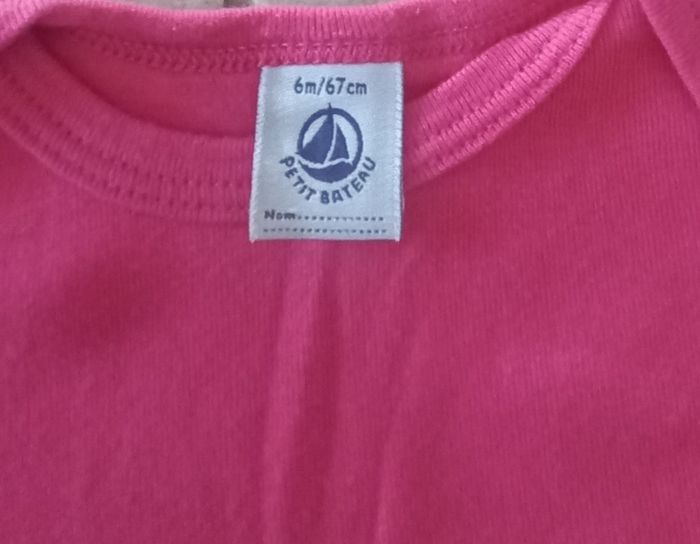 6m/67cm
PETIT BATEAU
Nom..............